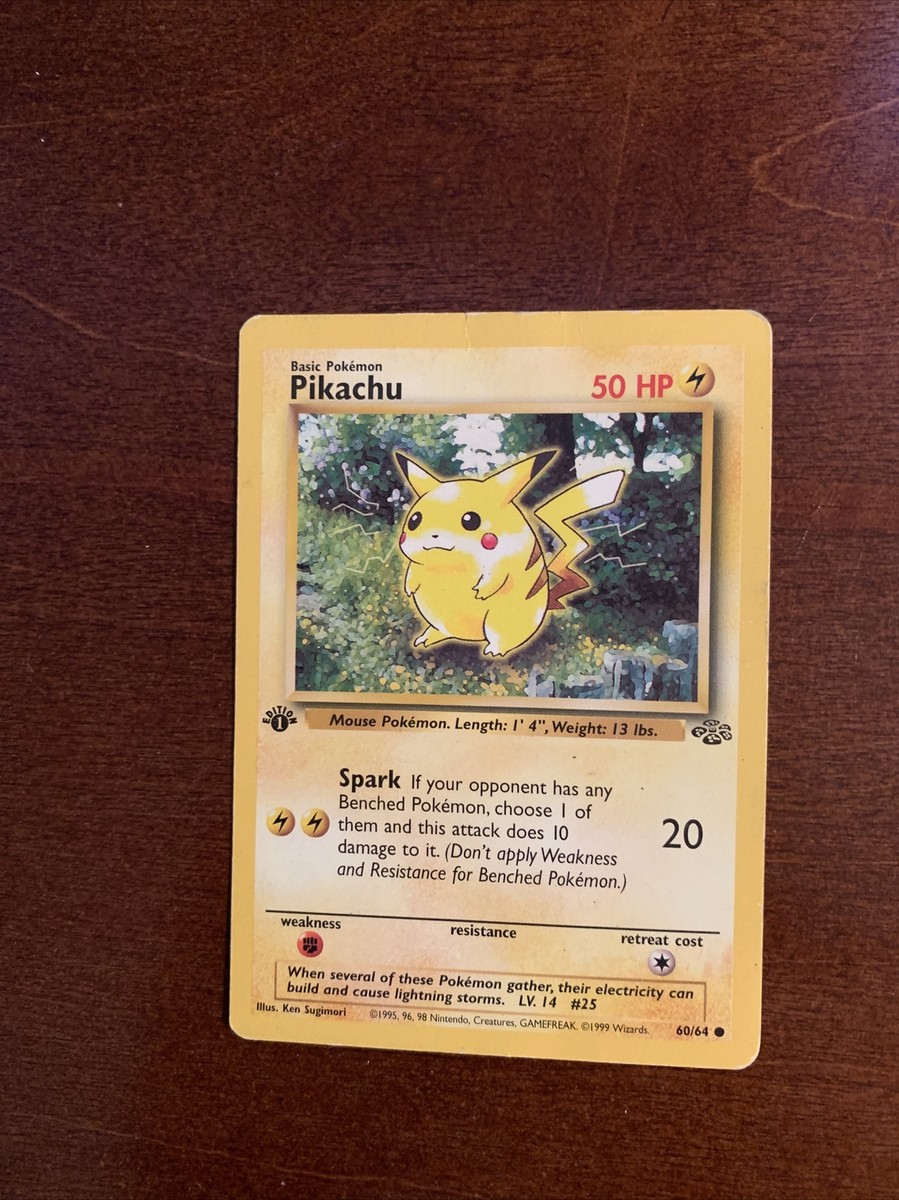 Basic Pokémon
Pikachu 50 HP
EDITION 1
Mouse Pokémon. Length: 1' 4", Weight: 13 lbs.
Spark If your opponent has any
Benched Pokémon, choose 1 of
them and this attack does 10
damage to it. (Don't apply Weakness
and Resistance for Benched Pokémon.)
20
weakness resistance retreat cost
When several of these Pokémon gather, their electricity can
build and cause lightning storms. LV. 14 #25
Illus. Ken Sugimori ©1995, 96, 98 Nintendo, Creatures, GAMEFREAK. ©1999 Wizards. 60/64